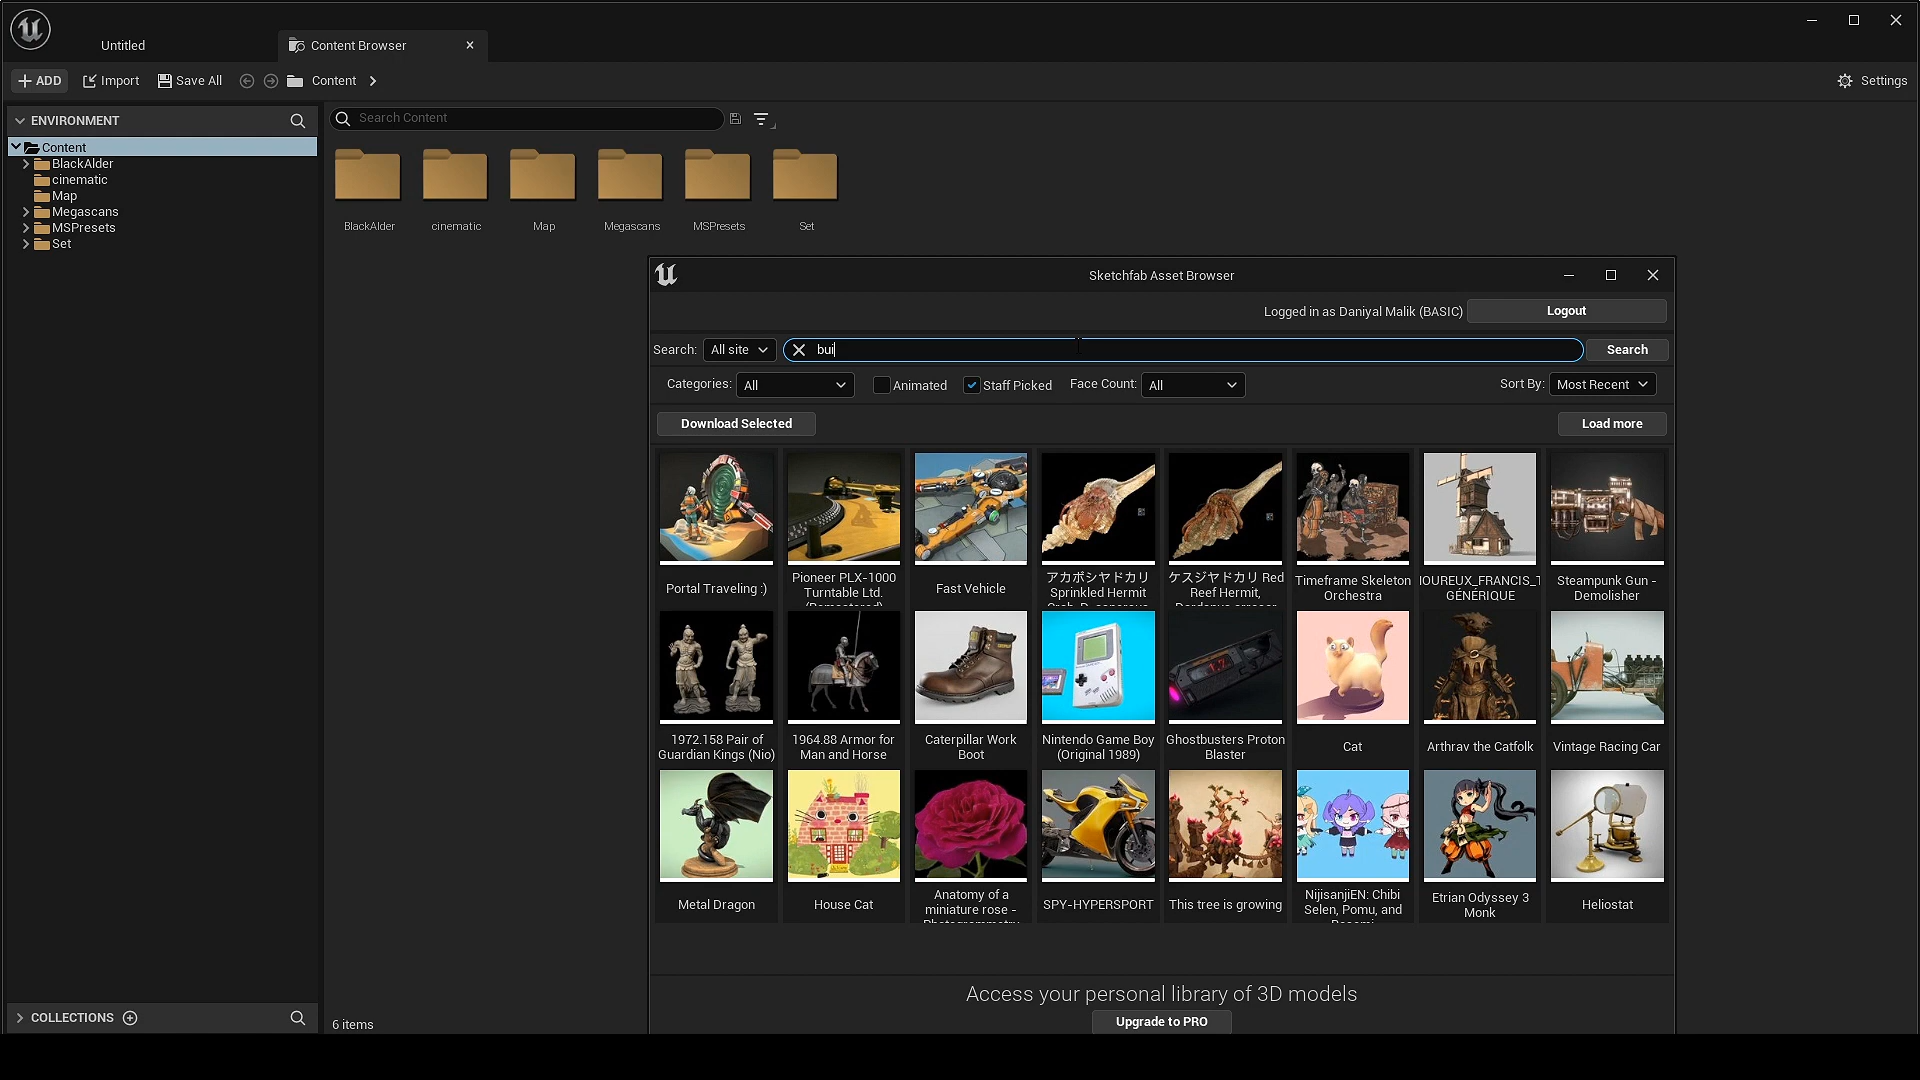 Untitled
Content Browser
ADD
Import
Save All
Content
Settings
ENVIRONMENT
Search Content
Content
BlackAlder
cinematic
Map
Megascans
MSPresets
Set
BlackAlder
cinematic
Map
Megascans
MSPresets
Set
Sketchfab Asset Browser
Logged in as Daniyal Malik (BASIC)
Logout
Search:
All site
bui
Search
Categories:
All
Animated
Staff Picked
Face Count:
All
Sort By:
Most Recent
Download Selected
Load more
Portal Traveling :)
Pioneer PLX-1000
Turntable Ltd.
(Remastered)
Fast Vehicle
アカボシヤドカリ
Sprinkled Hermit
ケスジヤドカリ Red
Reef Hermit,
Timeframe Skeleton
Orchestra
OUREUX_FRANCIS_T
GÉNÉRIQUE
Steampunk Gun -
Demolisher
1972.158 Pair of
Guardian Kings (Nio)
1964.88 Armor for
Man and Horse
Caterpillar Work
Boot
Nintendo Game Boy
(Original 1989)
Ghostbusters Proton
Blaster
Cat
Arthrav the Catfolk
Vintage Racing Car
Metal Dragon
House Cat
Anatomy of a
miniature rose -
SPY-HYPERSPORT
This tree is growing
NijisanjiEN: Chibi
Selen, Pomu, and
Etrian Odyssey 3
Monk
Heliostat
Access your personal library of 3D models
Upgrade to PRO
COLLECTIONS
6 items